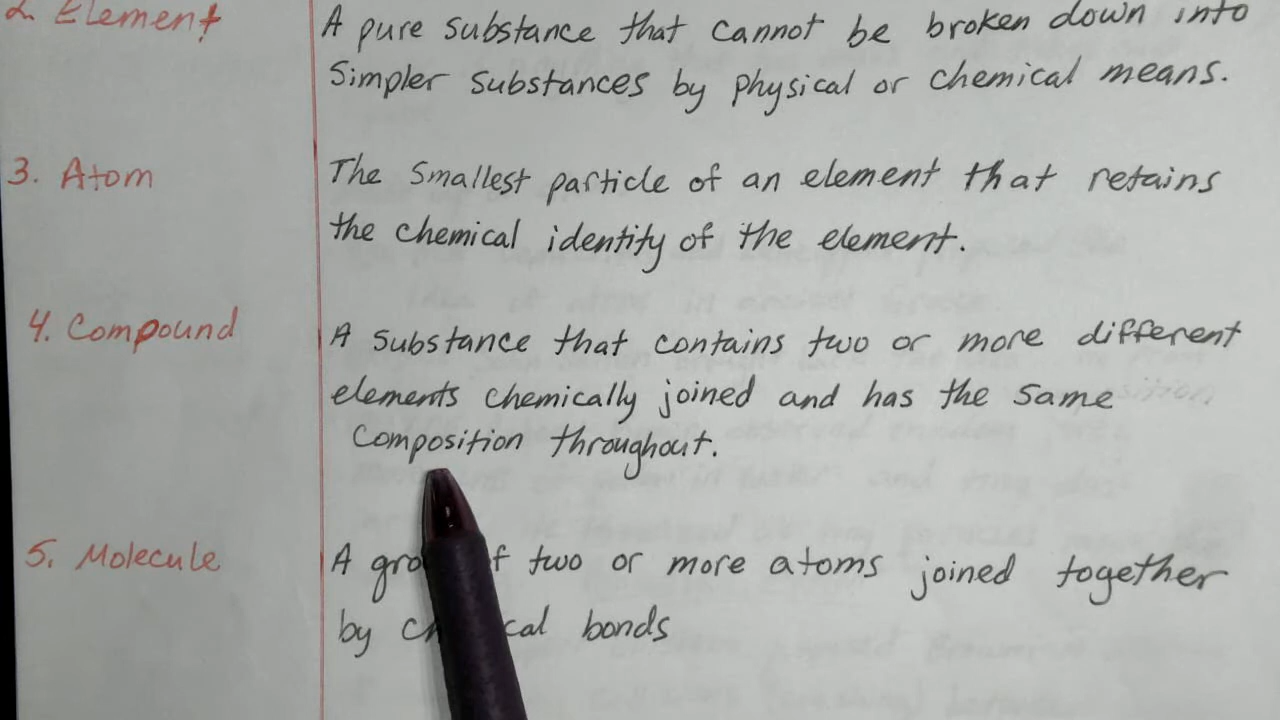 2. Element A pure substance that cannot be broken down into
simpler substances by physical or chemical means.
3. Atom The smallest particle of an element that retains
the chemical identity of the element.
4. Compound A substance that contains two or more different
elements chemically joined and has the same
composition throughout.
5. Molecule A two or more atoms joined together
by bonds